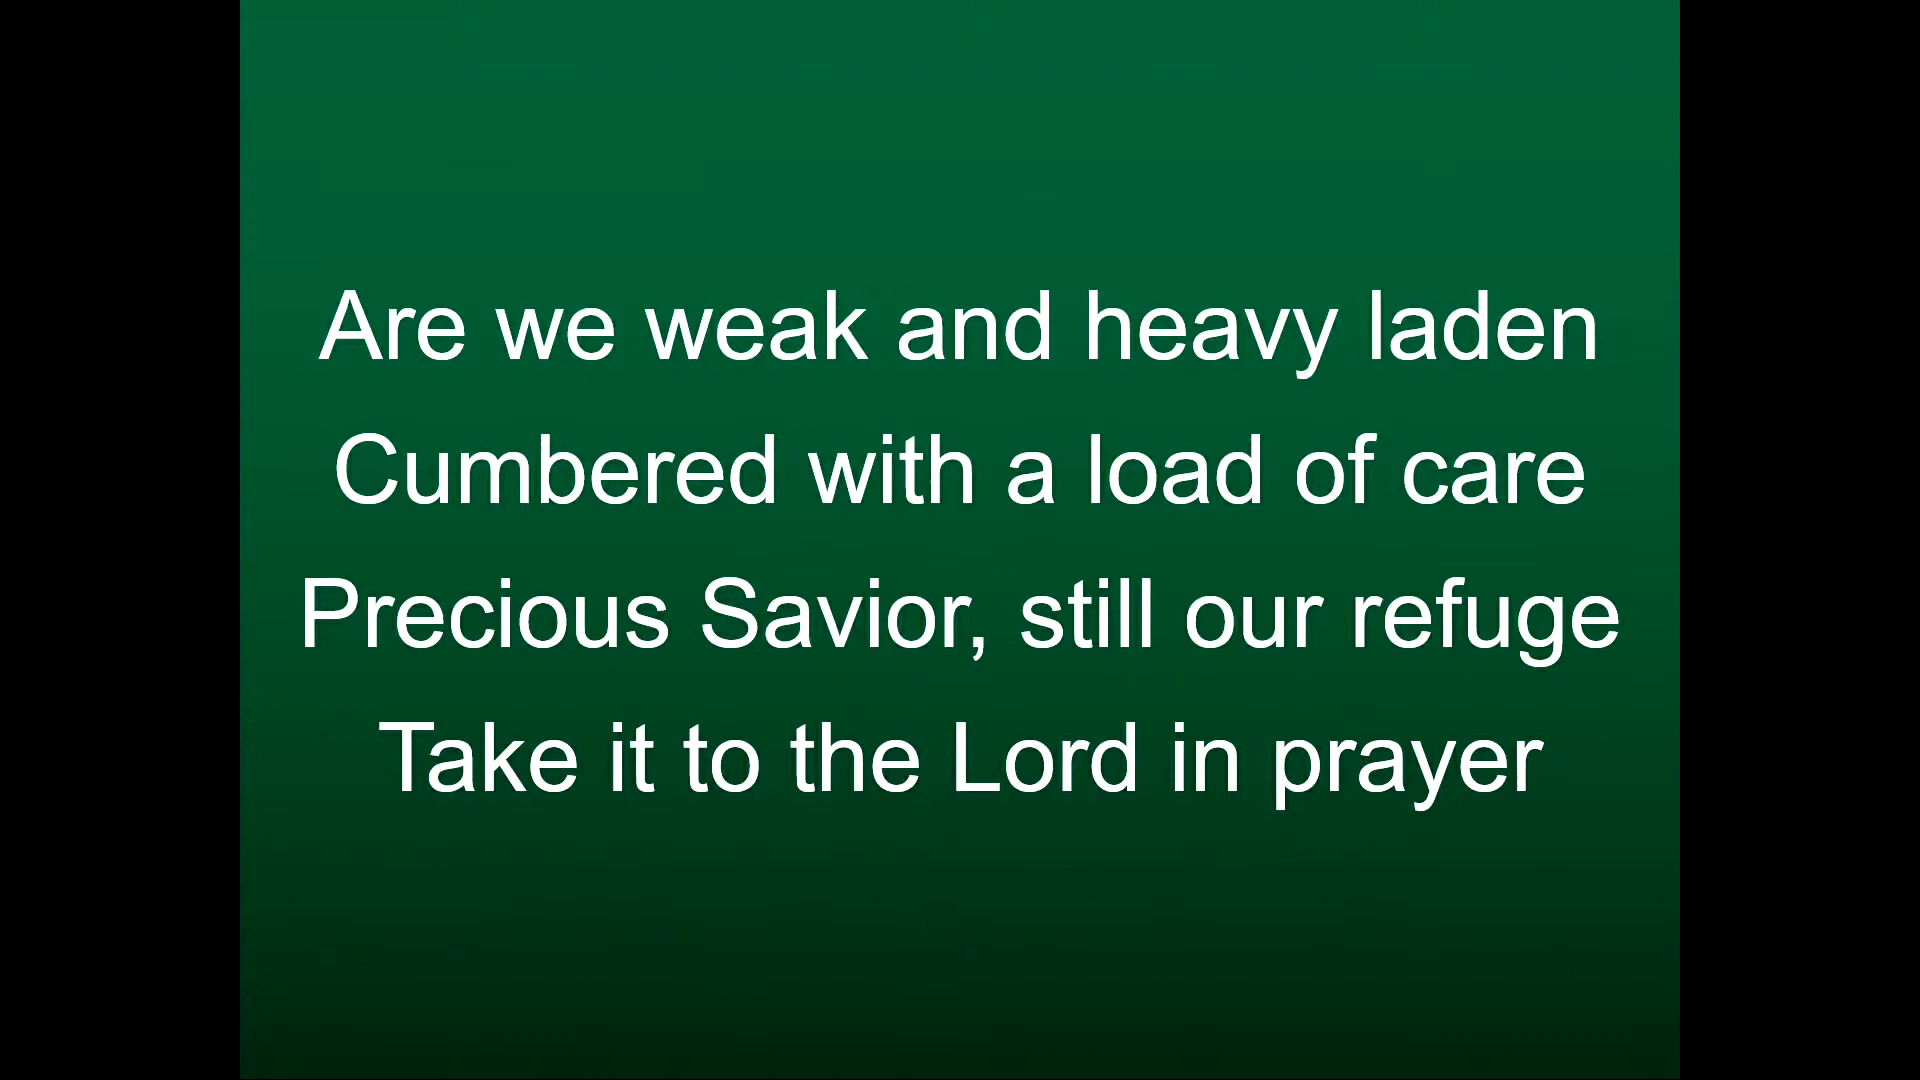 Are we weak and heavy laden
Cumbered with a load of care
Precious Savior, still our refuge
Take it to the Lord in prayer